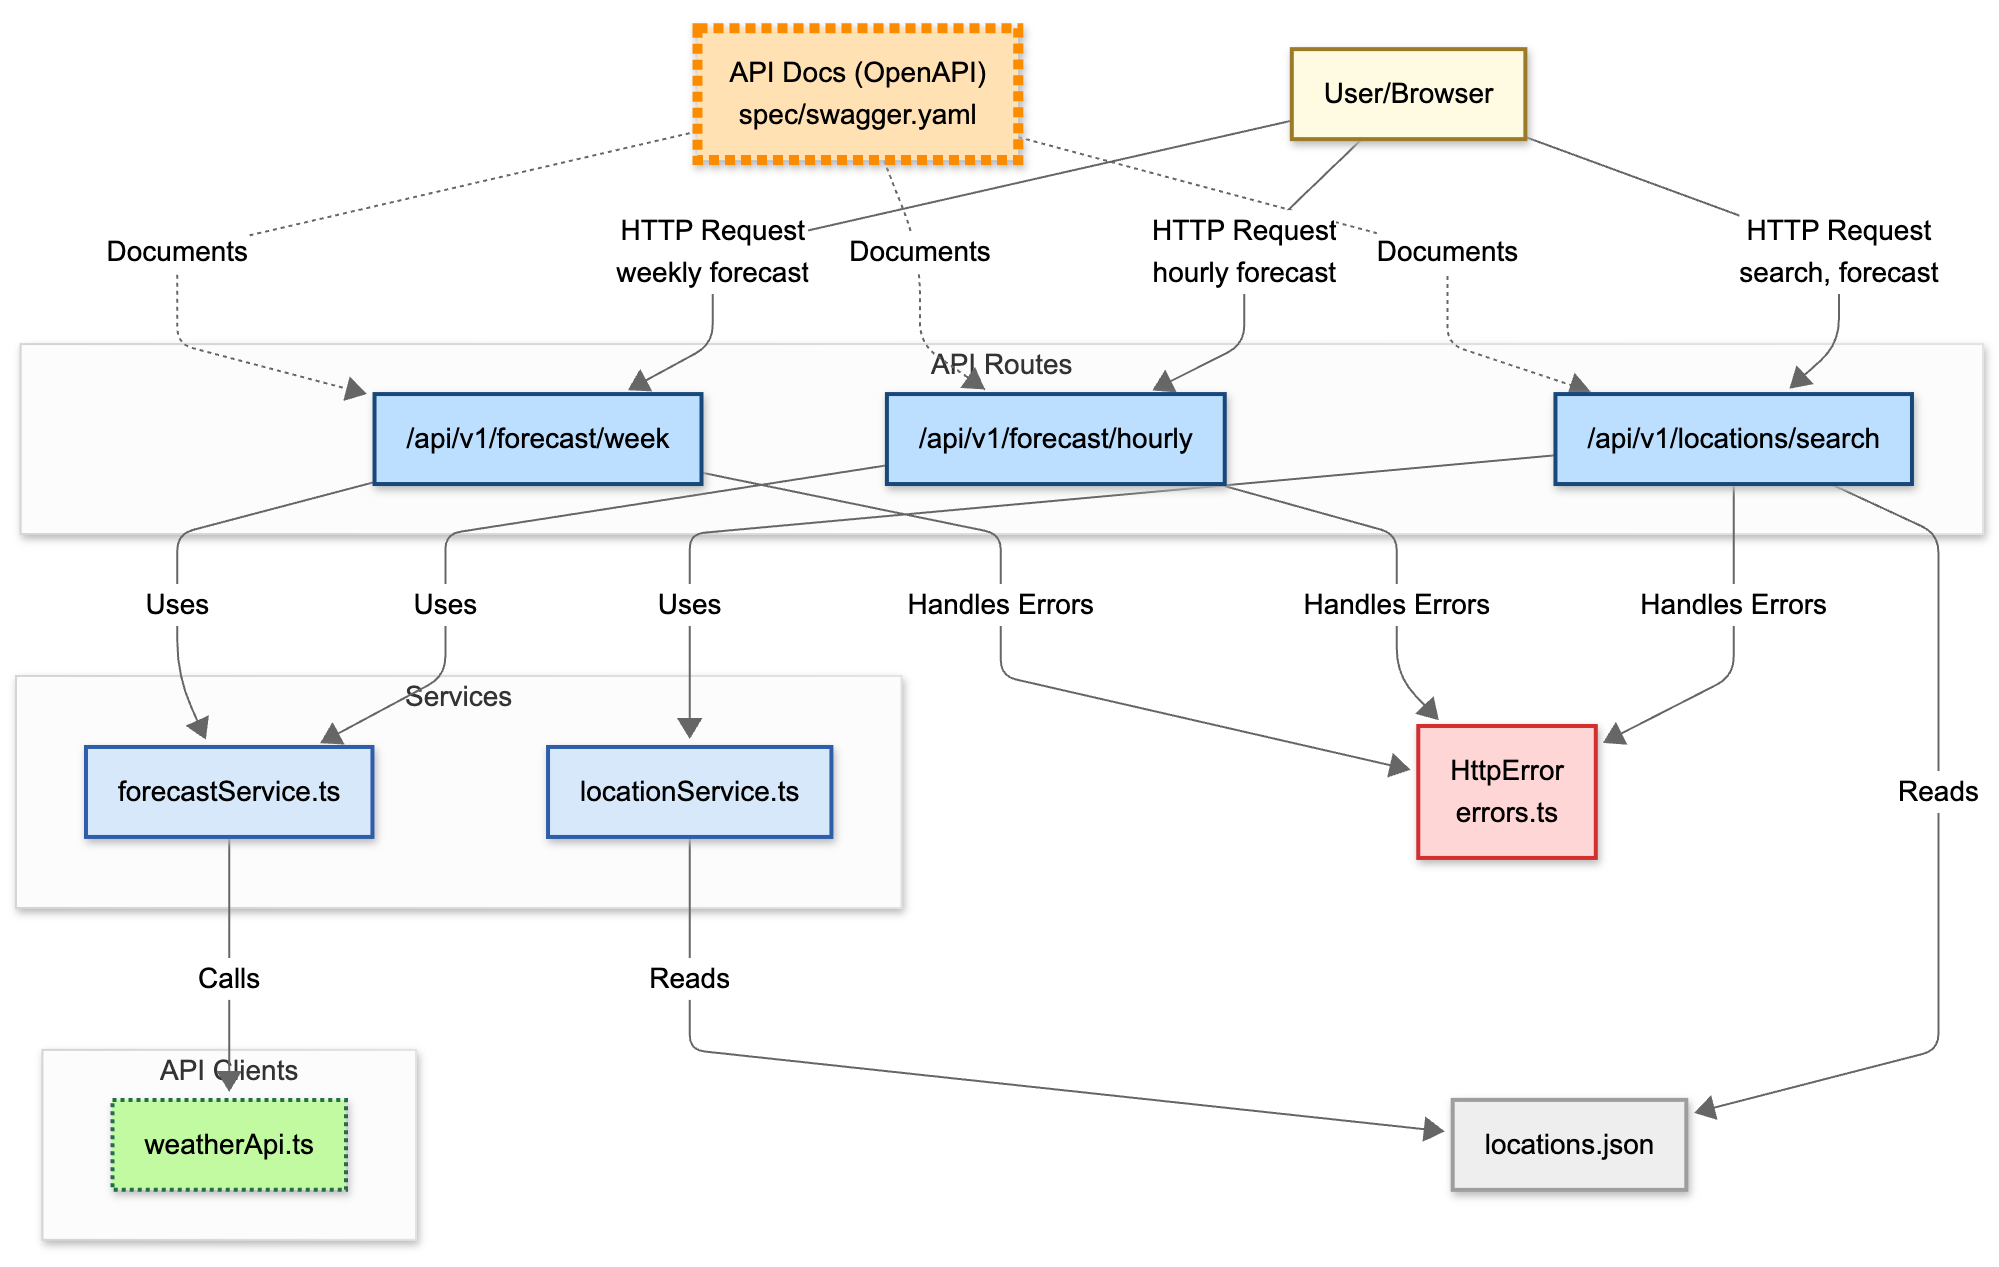 API Docs (OpenAPI)
spec/swagger.yaml
User/Browser
Documents
HTTP Request
weekly forecast
Documents
HTTP Request
hourly forecast
Documents
HTTP Request
search, forecast
API Routes
/api/v1/forecast/week
/api/v1/forecast/hourly
/api/v1/locations/search
Uses
Uses
Uses
Handles Errors
Handles Errors
Handles Errors
Services
forecastService.ts
locationService.ts
HttpError
errors.ts
Reads
Calls
Reads
API Clients
weatherApi.ts
locations.json